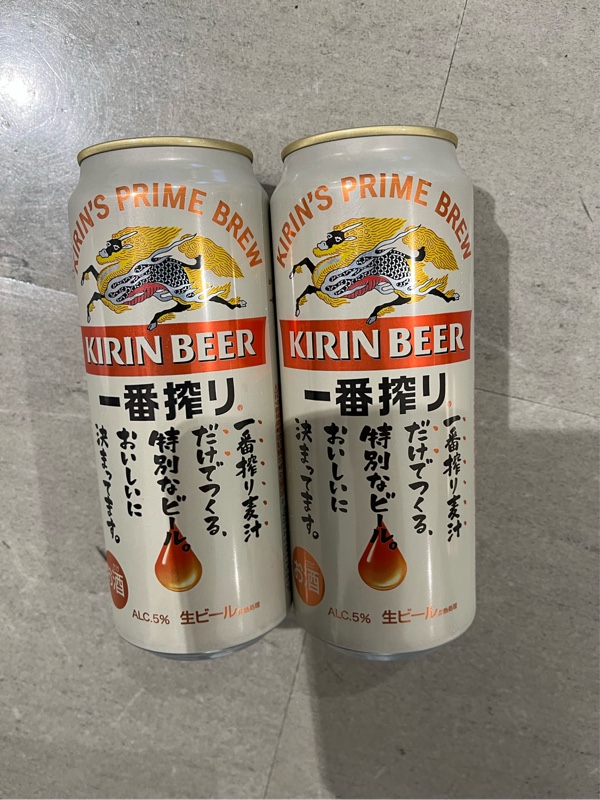 KIRIN'S PRIME BREW
KIRIN BEER
一番搾り
一番搾り麦汁
だけでつくる、
特別なビール。
おいしいに
決まってます。
お酒
ALC.5% 生ビール
KIRIN'S PRIME BREW
KIRIN BEER
一番搾り
一番搾り麦汁
だけでつくる、
特別なビール。
おいしいに
決まってます。
お酒
ALC.5% 生ビール